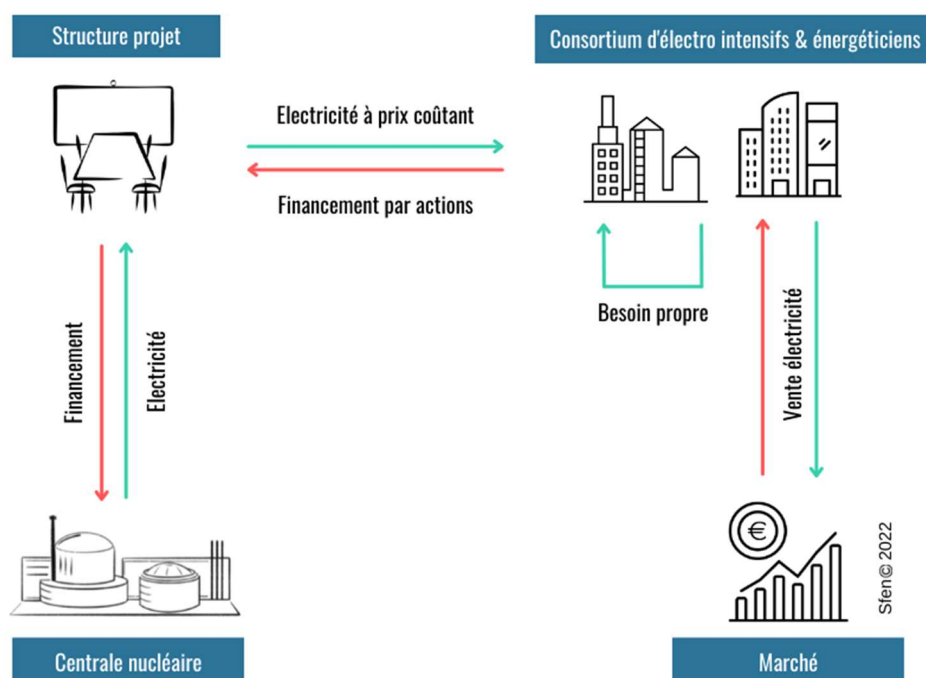 Structure projet
Consortium d'électro intensifs & énergéticiens
Electricité à prix coûtant
Financement par actions
Besoin propre
Financement
Electricité
Vente électricité
€
Sfen© 2022
Centrale nucléaire
Marché